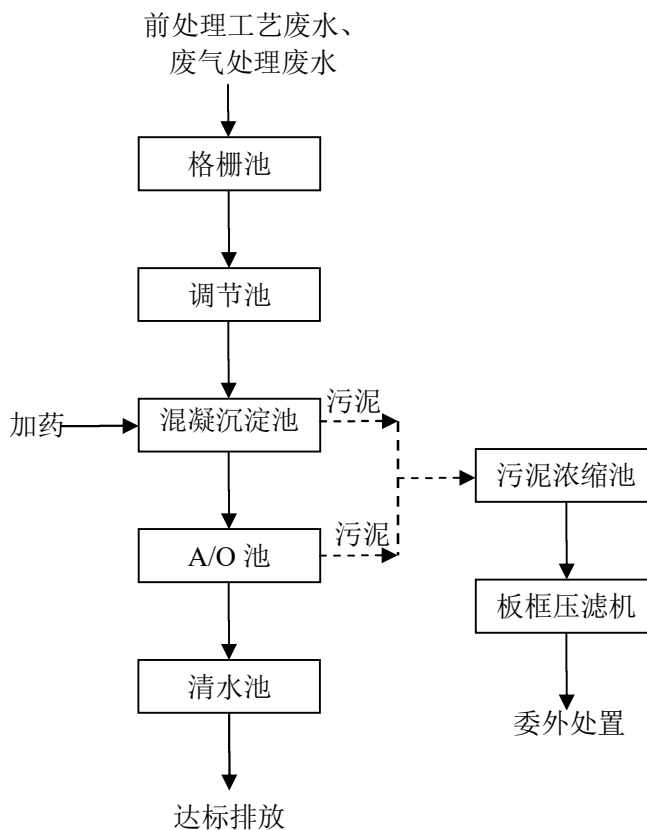 前处理工艺废水、
废气处理废水
格栅池
调节池
加药
混凝沉淀池
污泥
污泥浓缩池
A/O 池
污泥
板框压滤机
清水池
委外处置
达标排放